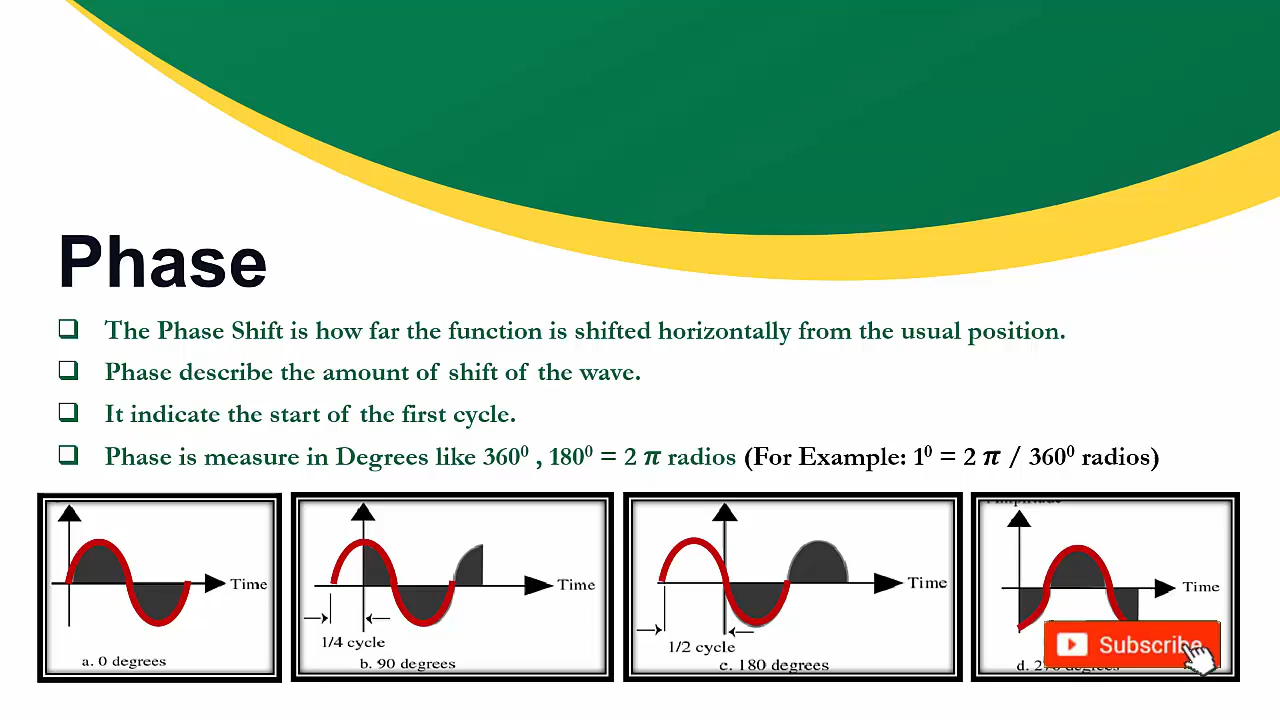 Phase
The Phase Shift is how far the function is shifted horizontally from the usual position.
Phase describe the amount of shift of the wave.
It indicate the start of the first cycle.
Phase is measure in Degrees like 360⁰ , 180⁰ = 2 π radios (For Example: 1⁰ = 2 π / 360⁰ radios)
Time
1/4 cycle
a. 0 degrees
Time
b. 90 degrees
Time
1/2 cycle
c. 180 degrees
Time
Subscribe